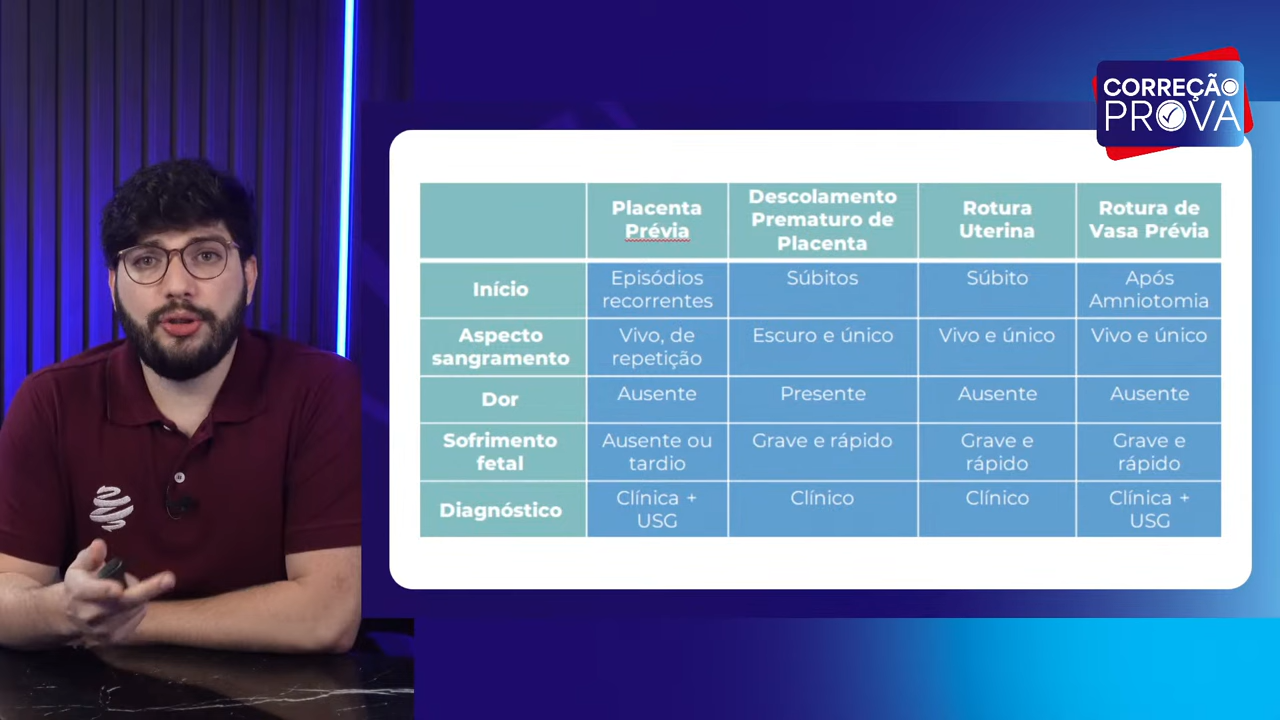 CORREÇÃO
PROVA
Placenta
Prévia
Descolamento
Prematuro de
Placenta
Rotura
Uterina
Rotura de
Vasa Prévia
Início
Episódios
recorrentes
Súbitos
Súbito
Após
Amniotomia
Aspecto
sangramento
Vivo, de
repetição
Escuro e único
Vivo e único
Vivo e único
Dor
Ausente
Presente
Ausente
Ausente
Sofrimento
fetal
Ausente ou
tardio
Grave e rápido
Grave e
rápido
Grave e
rápido
Diagnóstico
Clínica +
USG
Clínico
Clínico
Clínica +
USG